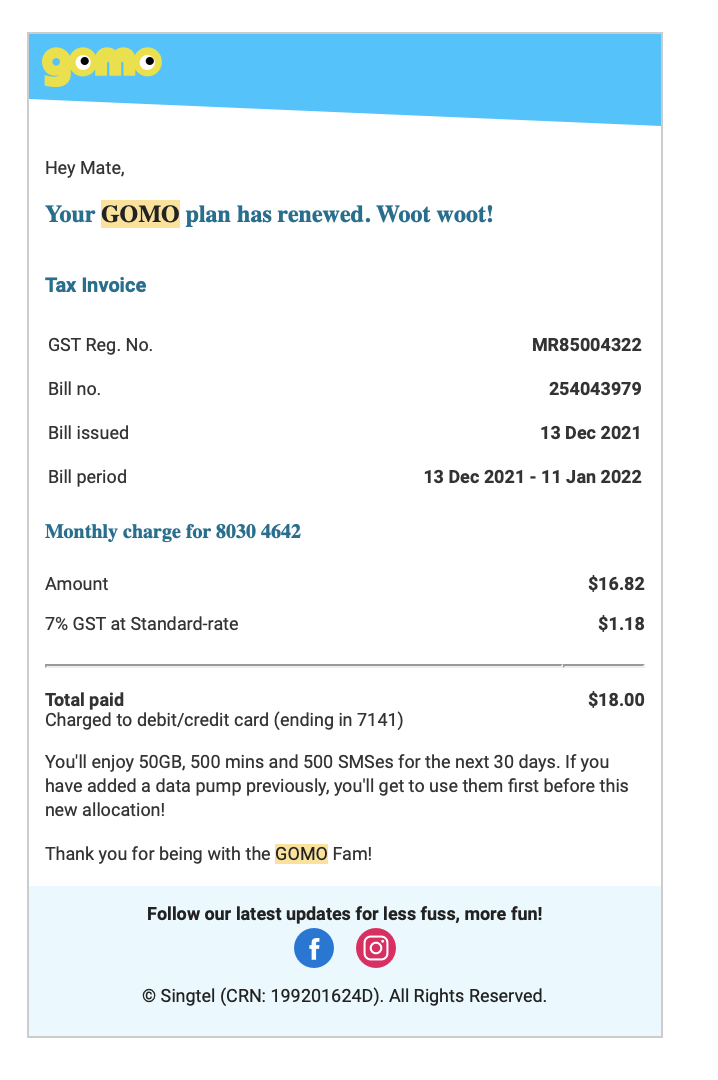 gomo
Hey Mate,
Your GOMO plan has renewed. Woot woot!
Tax Invoice
GST Reg. No. MR85004322
Bill no. 254043979
Bill issued 13 Dec 2021
Bill period 13 Dec 2021 - 11 Jan 2022
Monthly charge for 8030 4642
Amount $16.82
7% GST at Standard-rate $1.18
Total paid $18.00
Charged to debit/credit card (ending in 7141)
You'll enjoy 50GB, 500 mins and 500 SMSes for the next 30 days. If you
have added a data pump previously, you'll get to use them first before this
new allocation!
Thank you for being with the GOMO Fam!
Follow our latest updates for less fuss, more fun!
f
© Singtel (CRN: 199201624D). All Rights Reserved.